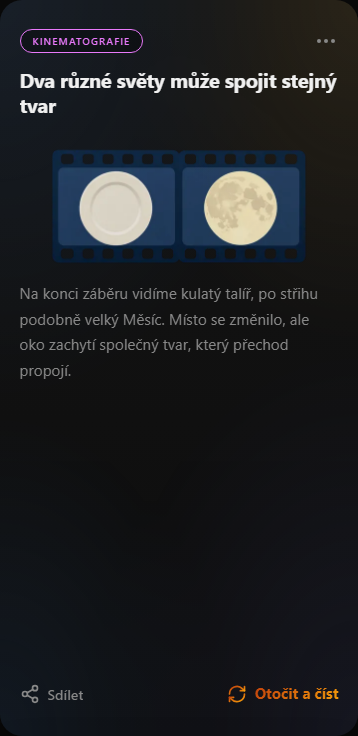 KINEMATOGRAFIE
Dva různé světy může spojit stejný
tvar
Na konci záběru vidíme kulatý talíř, po střihu
podobně velký Měsíc. Místo se změnilo, ale
oko zachytí společný tvar, který přechod
propojí.
Sdílet
Otočit a číst